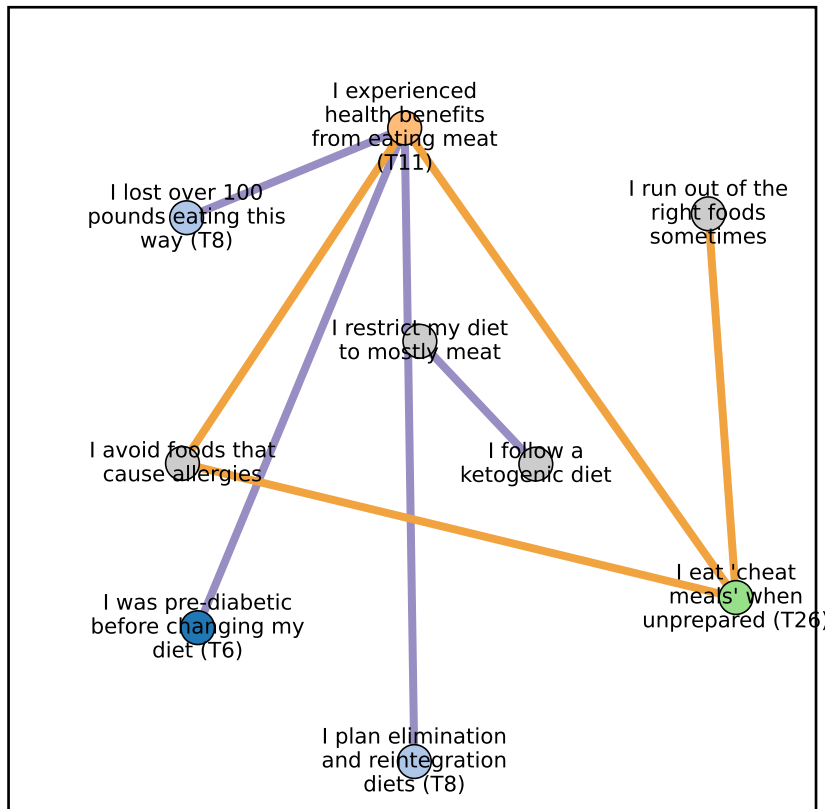 I experienced
health benefits
from eating meat
(T11)
I lost over 100
pounds eating this
way (T8)
I run out of the
right foods
sometimes
I restrict my diet
to mostly meat
I avoid foods that
cause allergies
I follow a
ketogenic diet
I eat 'cheat
meals' when
unprepared (T26)
I was pre-diabetic
before changing my
diet (T6)
I plan elimination
and reintegration
diets (T8)